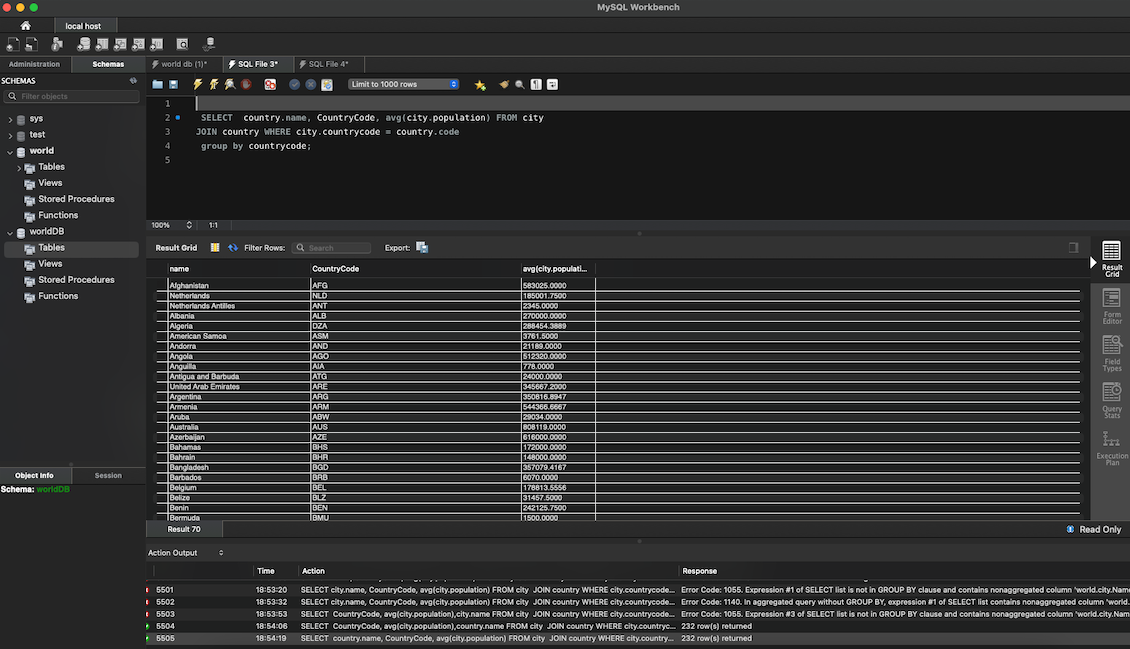 MySQL Workbench
local host
Administration
Schemas
world db (1)*
SQL File 3*
SQL File 4*
SCHEMAS
Filter objects
sys
test
world
Tables
Views
Stored Procedures
Functions
worldDB
Tables
Views
Stored Procedures
Functions
Object Info
Session
Schema: worldDB
Limit to 1000 rows
1
2 SELECT country.name, CountryCode, avg(city.population) FROM city
3 JOIN country WHERE city.countrycode = country.code
4 group by countrycode;
5
100%
1:1
Result Grid
Filter Rows:
Search
Export:
name CountryCode avg(city.populati...
Afghanistan AFG 583025.0000
Netherlands NLD 185001.7500
Netherlands Antilles ANT 2345.0000
Albania ALB 270000.0000
Algeria DZA 288454.3889
American Samoa ASM 3761.5000
Andorra AND 21189.0000
Angola AGO 512320.0000
Anguilla AIA 778.0000
Antigua and Barbuda ATG 24000.0000
United Arab Emirates ARE 345667.2000
Argentina ARG 350816.8947
Armenia ARM 544366.6667
Aruba ABW 29034.0000
Australia AUS 808119.0000
Azerbaijan AZE 616000.0000
Bahamas BHS 172000.0000
Bahrain BHR 148000.0000
Bangladesh BGD 357079.4167
Barbados BRB 6070.0000
Belgium BEL 178813.5556
Belize BLZ 31457.5000
Benin BEN 242125.7500
Bermuda BMU 1500.0000
Result Grid
Form Editor
Field Types
Query Stats
Execution Plan
Result 70
Read Only
Action Output
Time Action Response
5501 18:53:20 SELECT city.name, CountryCode, avg(city.population) FROM city JOIN country WHERE city.countrycode... Error Code: 1055. Expression #1 of SELECT list is not in GROUP BY clause and contains nonaggregated column 'world.city.Nam
5502 18:53:32 SELECT city.name, CountryCode, avg(city.population) FROM city JOIN country WHERE city.countrycode... Error Code: 1140. In aggregated query without GROUP BY, expression #1 of SELECT list contains nonaggregated column 'world.
5503 18:53:53 SELECT CountryCode, avg(city.population),city.name FROM city JOIN country WHERE city.countrycode... Error Code: 1055. Expression #3 of SELECT list is not in GROUP BY clause and contains nonaggregated column 'world.city.Nam
5504 18:54:06 SELECT CountryCode, avg(city.population),country.name FROM city JOIN country WHERE city.countryc... 232 row(s) returned
5505 18:54:19 SELECT country.name, CountryCode, avg(city.population) FROM city JOIN country WHERE city.country... 232 row(s) returned